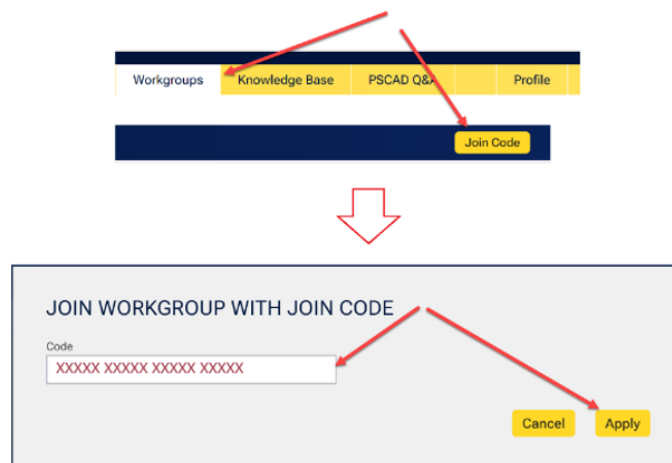 Workgroups Knowledge Base PSCAD Q&A Profile
Join Code
JOIN WORKGROUP WITH JOIN CODE
Code
XXXXX XXXXX XXXXX XXXXX
Cancel Apply